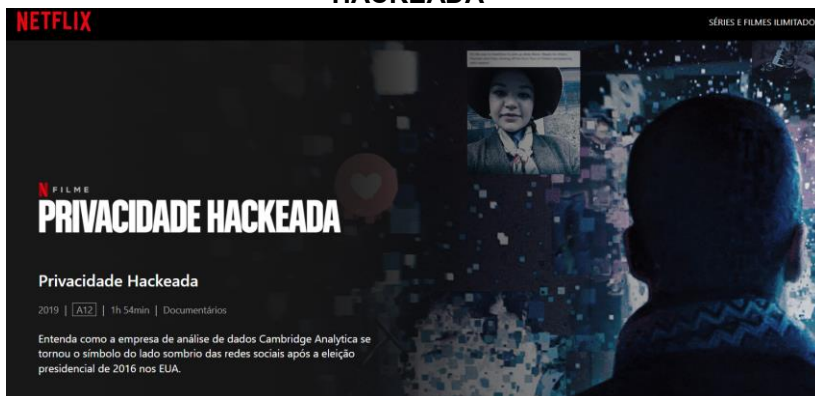 HACKEADA
NETFLIX
SÉRIES E FILMES ILIMITADO
N FILME
PRIVACIDADE HACKEADA
Privacidade Hackeada
2019 | A12 | 1h 54min | Documentários
Entenda como a empresa de análise de dados Cambridge Analytica se
tornou o símbolo do lado sombrio das redes sociais após a eleição
presidencial de 2016 nos EUA.